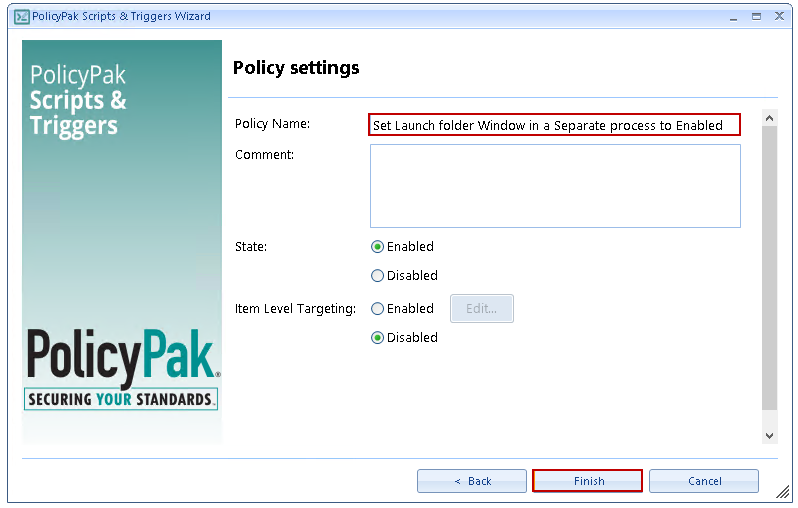 PolicyPak Scripts & Triggers Wizard
PolicyPak
Scripts &
Triggers
Policy settings
Policy Name: Set Launch folder Window in a Separate process to Enabled
Comment:
State: Enabled
Disabled
Item Level Targeting: Enabled Edit...
Disabled
PolicyPak®
SECURING YOUR STANDARDS™
< Back Finish Cancel